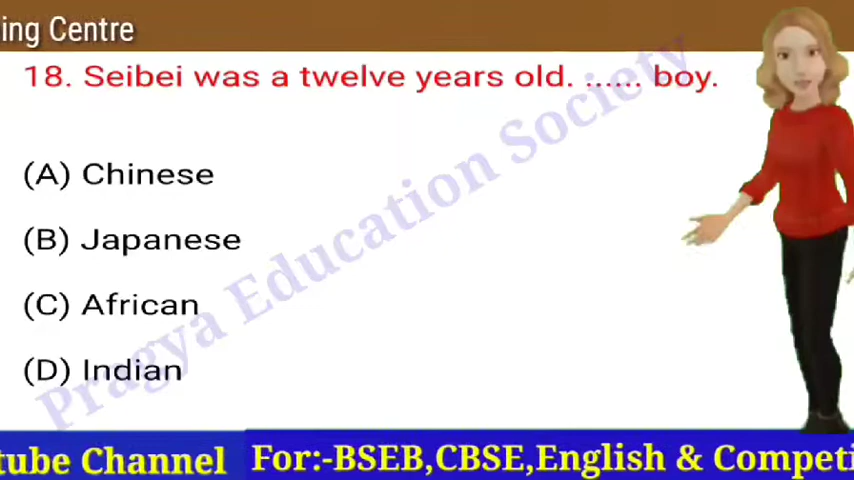 ing Centre
18. Seibei was a twelve years old. ...... boy.
(A) Chinese
(B) Japanese
(C) African
(D) Indian
Pragya Education Society
tube Channel For:-BSEB,CBSE,English & Competi